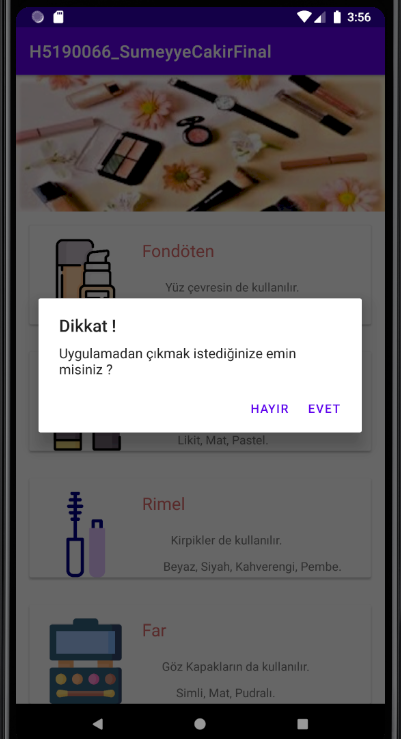 3:56
H5190066_SumeyyeCakirFinal
Fondöten
Yüz çevresin de kullanılır.
Dikkat !
Uygulamadan çıkmak istediğinize emin
misiniz ?
HAYIR EVET
Likit, Mat, Pastel.
Rimel
Kirpikler de kullanılır.
Beyaz, Siyah, Kahverengi, Pembe.
Far
Göz Kapakların da kullanılır.
Simli, Mat, Pudralı.